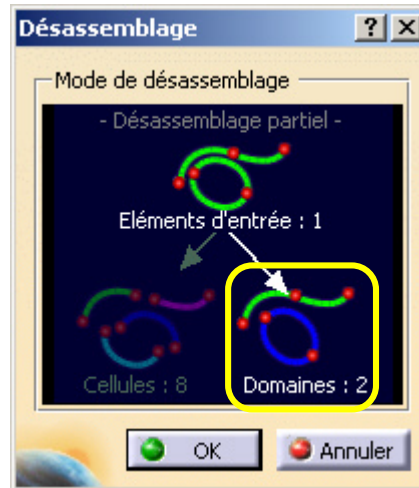 Désassemblage
Mode de désassemblage
- Désassemblage partiel -
Eléments d'entrée : 1
Cellules : 8 Domaines : 2
OK Annuler